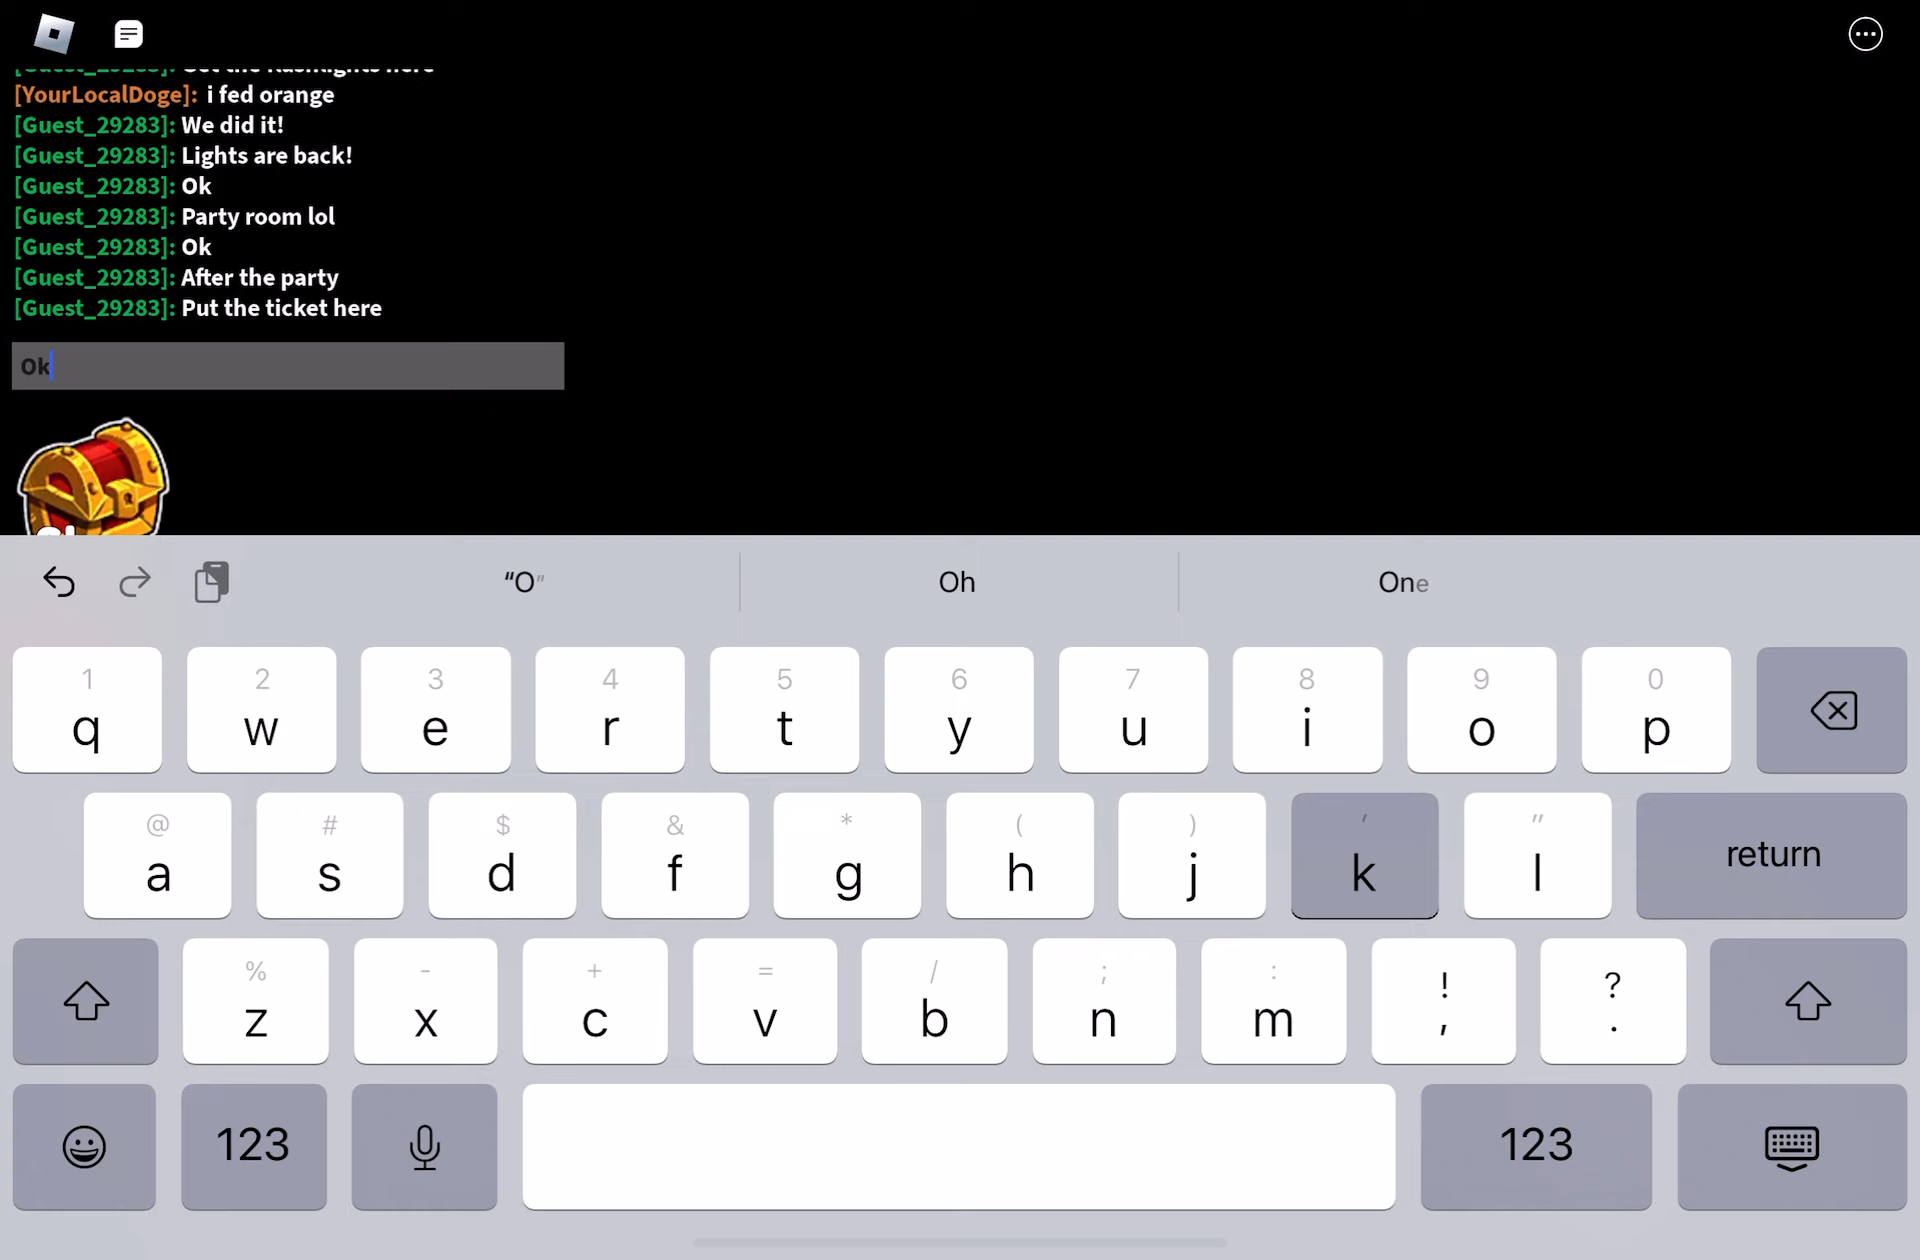 [YourLocalDoge]: i fed orange
[Guest_29283]: We did it!
[Guest_29283]: Lights are back!
[Guest_29283]: Ok
[Guest_29283]: Party room lol
[Guest_29283]: Ok
[Guest_29283]: After the party
[Guest_29283]: Put the ticket here
Ok
“O” Oh One
1 2 3 4 5 6 7 8 9 0
q w e r t y u i o p
@ # $ & * ( ) ' "
a s d f g h j k l return
% - + = / ; : ! ?
z x c v b n m , .
123 123